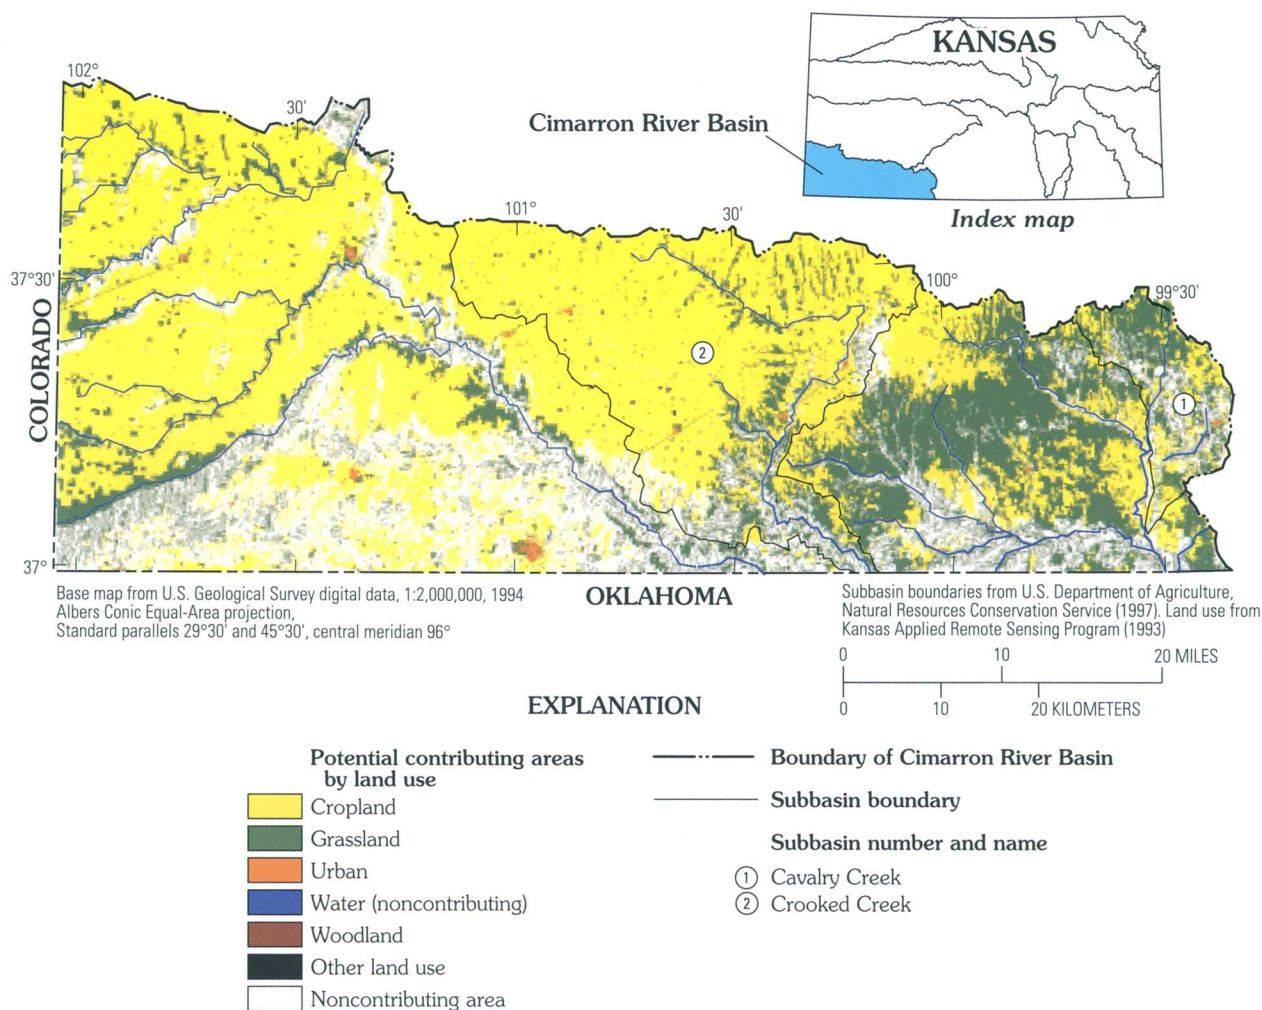 KANSAS
Cimarron River Basin
Index map
102°
30'
101°
30'
100°
99°30'
37°30'
37°
COLORADO
2
1
OKLAHOMA
Base map from U.S. Geological Survey digital data, 1:2,000,000, 1994
Albers Conic Equal-Area projection,
Standard parallels 29°30' and 45°30', central meridian 96°
Subbasin boundaries from U.S. Department of Agriculture,
Natural Resources Conservation Service (1997). Land use from
Kansas Applied Remote Sensing Program (1993)
0 10 20 MILES
0 10 20 KILOMETERS
EXPLANATION
Potential contributing areas
by land use
Cropland
Grassland
Urban
Water (noncontributing)
Woodland
Other land use
Noncontributing area
Boundary of Cimarron River Basin
Subbasin boundary
Subbasin number and name
1 Cavalry Creek
2 Crooked Creek